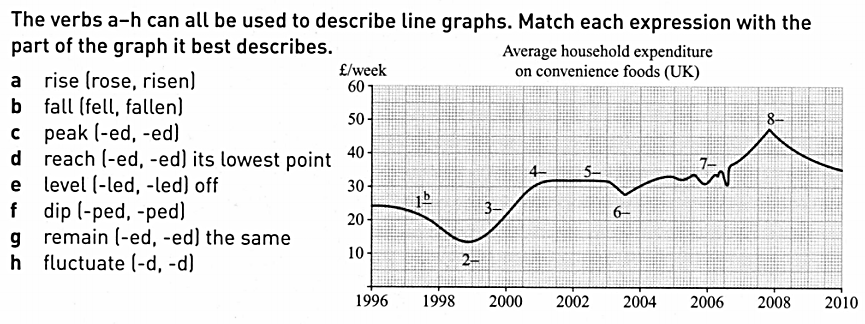 The verbs a–h can all be used to describe line graphs. Match each expression with the
part of the graph it best describes.
a rise (rose, risen)
b fall (fell, fallen)
c peak (-ed, -ed)
d reach (-ed, -ed) its lowest point
e level (-led, -led) off
f dip (-ped, -ped)
g remain (-ed, -ed) the same
h fluctuate (-d, -d)
Average household expenditure
on convenience foods (UK)
£/week
60
50
40
30
20
10
1b
2–
3–
4–
5–
6–
7–
8–
1996 1998 2000 2002 2004 2006 2008 2010